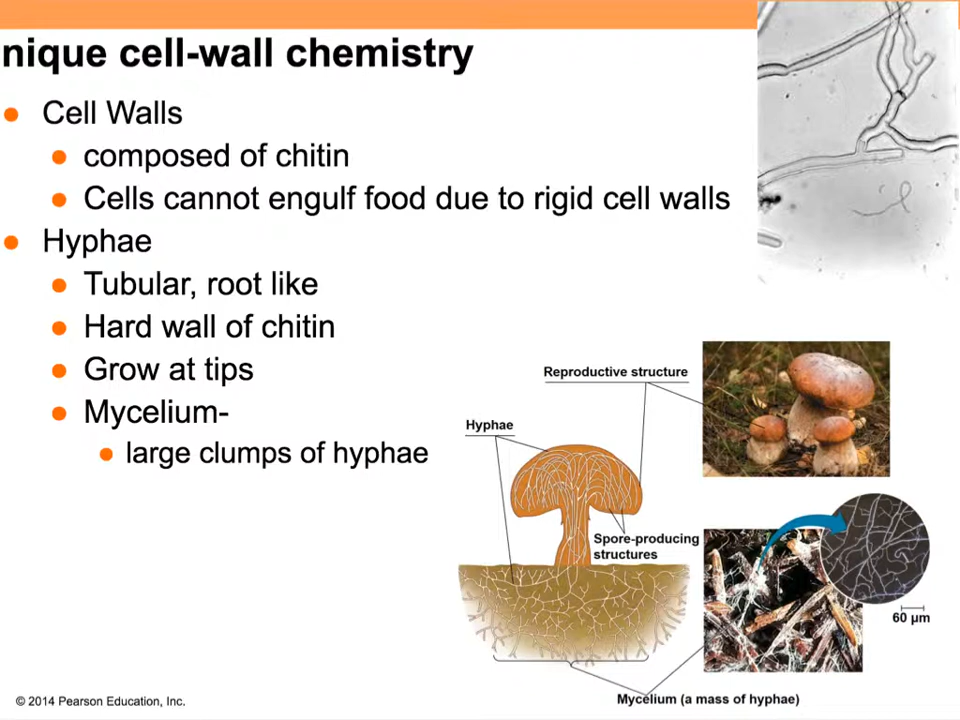 nique cell-wall chemistry
Cell Walls
composed of chitin
Cells cannot engulf food due to rigid cell walls
Hyphae
Tubular, root like
Hard wall of chitin
Grow at tips
Mycelium-
large clumps of hyphae
Reproductive structure
Hyphae
Spore-producing
structures
60 μm
Mycelium (a mass of hyphae)
© 2014 Pearson Education, Inc.